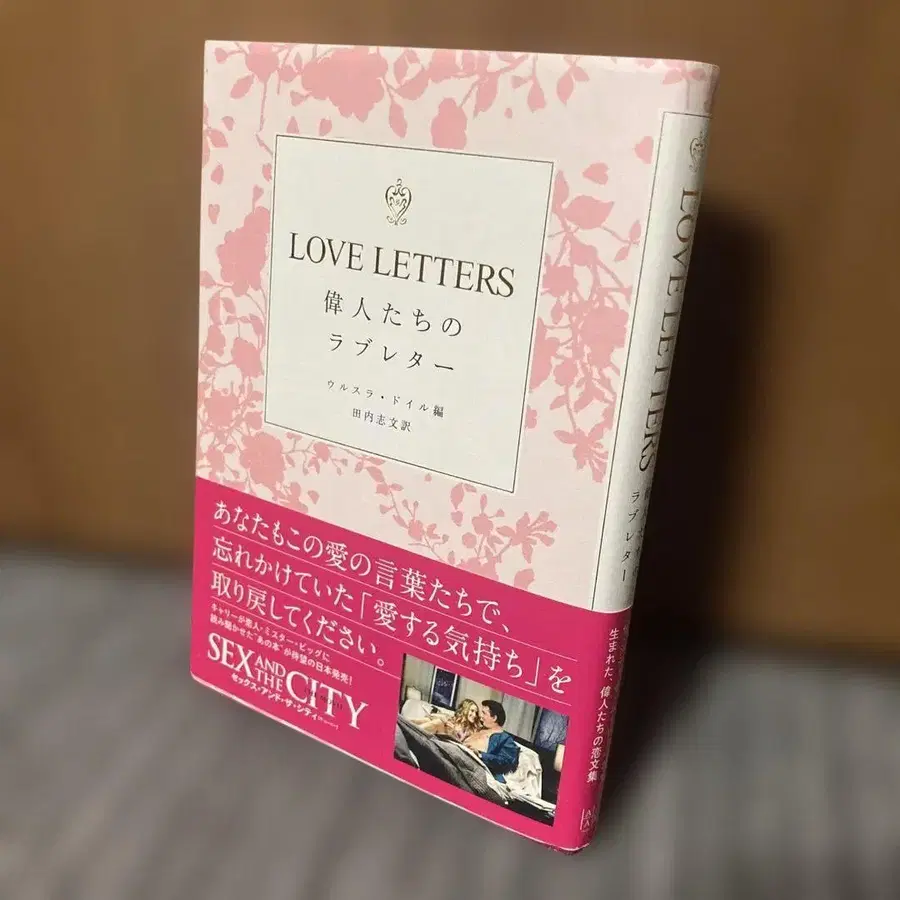 LOVE LETTERS
偉人たちの
ラブレター
ウルスラ・ドイル編
田内志文訳
あなたもこの愛の言葉たちで、
忘れかけていた「愛する気持ち」を
取り戻してください。
キャリーが恋人・ミスター・ビッグに
読み聞かせた“あの本”が待望の日本発売!
SEX AND THE CITY
セックス・アンド・ザ・シティ
LOVE LETTERS
ラブレター
生まれた、偉人たちの恋文集